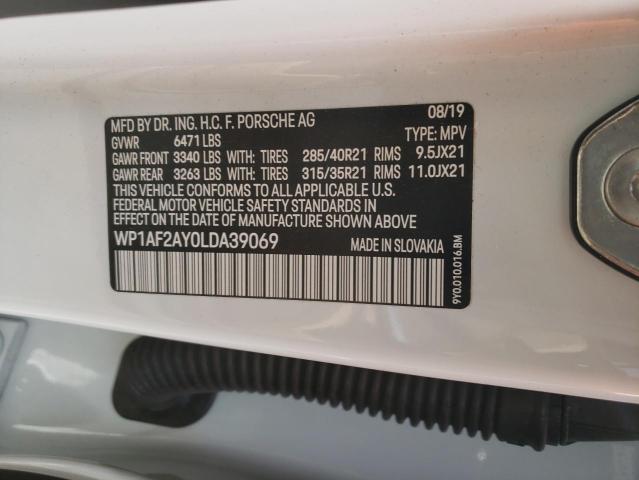 MFD BY DR. ING. H.C. F. PORSCHE AG 08/19
GVWR 6471 LBS TYPE: MPV
GAWR FRONT 3340 LBS WITH: TIRES 285/40R21 RIMS 9.5JX21
GAWR REAR 3263 LBS WITH: TIRES 315/35R21 RIMS 11.0JX21
THIS VEHICLE CONFORMS TO ALL APPLICABLE U.S.
FEDERAL MOTOR VEHICLE SAFETY STANDARDS IN
EFFECT ON THE DATE OF MANUFACTURE SHOWN ABOVE
WP1AF2AY0LDA39069 MADE IN SLOVAKIA
9Y0.010.016.BM